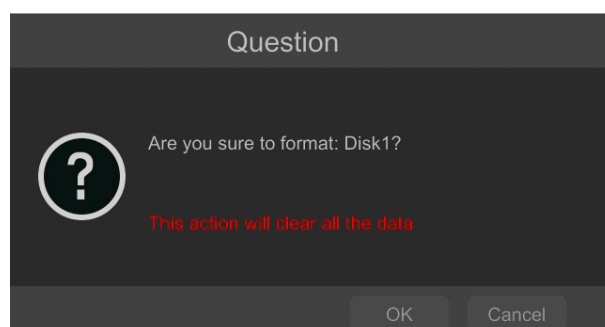 Question
Are you sure to format: Disk1?
This action will clear all the data
OK Cancel